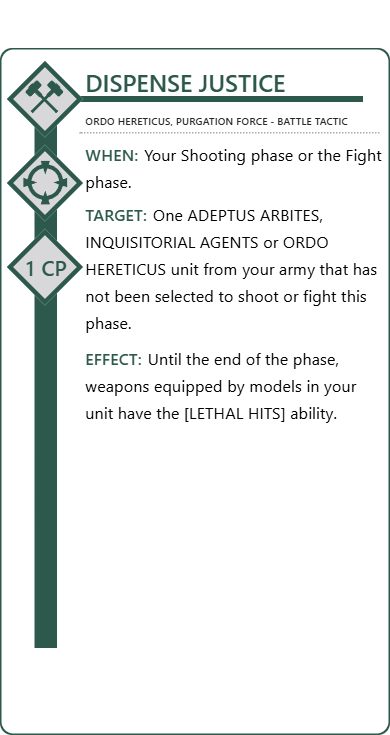 DISPENSE JUSTICE
ORDO HERETICUS, PURGATION FORCE - BATTLE TACTIC
WHEN: Your Shooting phase or the Fight
phase.
TARGET: One ADEPTUS ARBITES,
INQUISITORIAL AGENTS or ORDO
1 CP
HERETICUS unit from your army that has
not been selected to shoot or fight this
phase.
EFFECT: Until the end of the phase,
weapons equipped by models in your
unit have the [LETHAL HITS] ability.